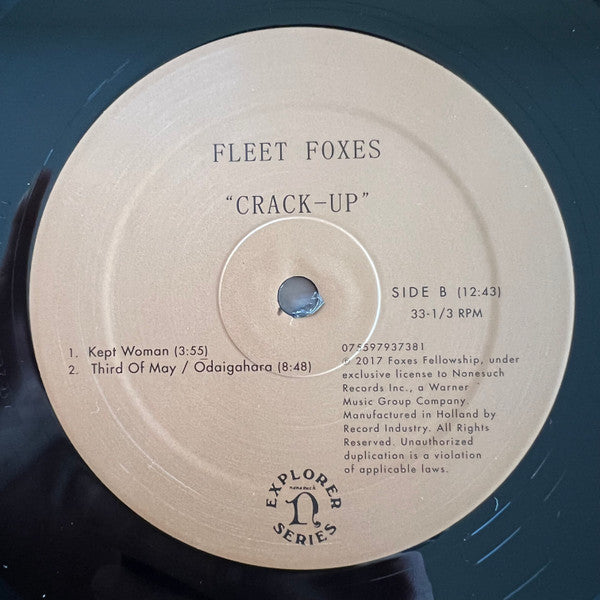 FLEET FOXES
“CRACK-UP”
SIDE B (12:43)
33-1/3 RPM
1. Kept Woman (3:55)
2. Third Of May / Ōdaigahara (8:48)
075597937381
℗ 2017 Foxes Fellowship, under
exclusive license to Nonesuch
Records Inc., a Warner
Music Group Company.
Manufactured in Holland by
Record Industry. All Rights
Reserved. Unauthorized
duplication is a violation
of applicable laws.
EXPLORER
nonesuch
n
SERIES